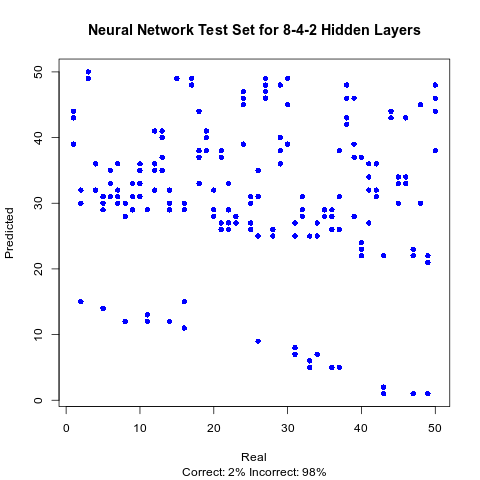 Neural Network Test Set for 8-4-2 Hidden Layers
50
40
30
20
10
0
Predicted
0 10 20 30 40 50
Real
Correct: 2% Incorrect: 98%